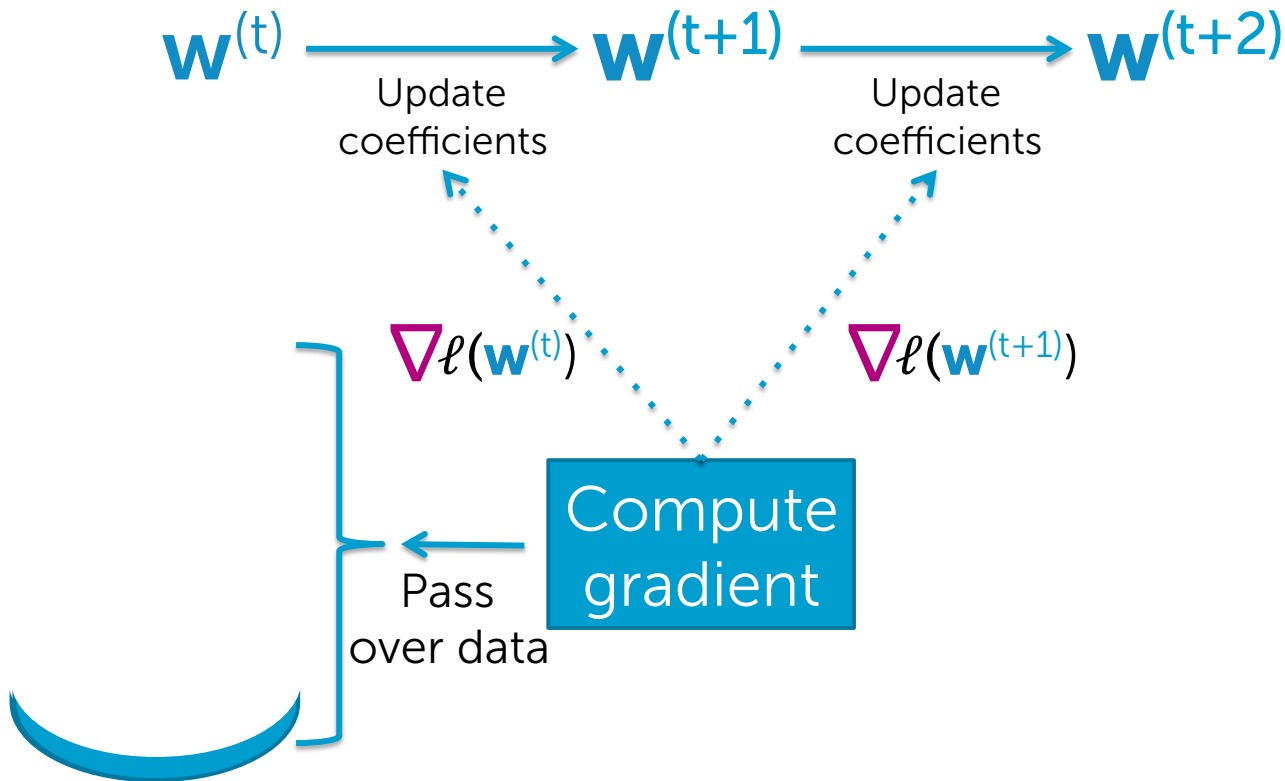 w(t) w(t+1) w(t+2)
Update Update
coefficients coefficients
∇ℓ(w(t)) ∇ℓ(w(t+1))
Compute
gradient
Pass
over data